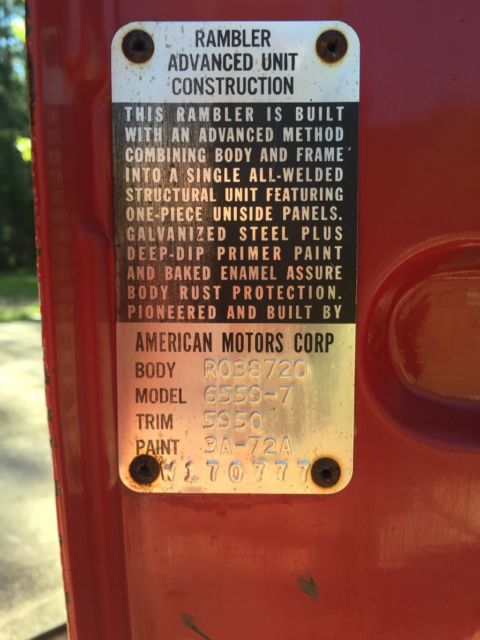 RAMBLER
ADVANCED UNIT
CONSTRUCTION
THIS RAMBLER IS BUILT
WITH AN ADVANCED METHOD
COMBINING BODY AND FRAME
INTO A SINGLE ALL-WELDED
STRUCTURAL UNIT FEATURING
ONE-PIECE UNISIDE PANELS.
GALVANIZED STEEL PLUS
DEEP-DIP PRIMER PAINT
AND BAKED ENAMEL ASSURE
BODY RUST PROTECTION.
PIONEERED AND BUILT BY
AMERICAN MOTORS CORP
BODY R038720
MODEL 6559-7
TRIM 595Q
PAINT 9A-72A
W170777